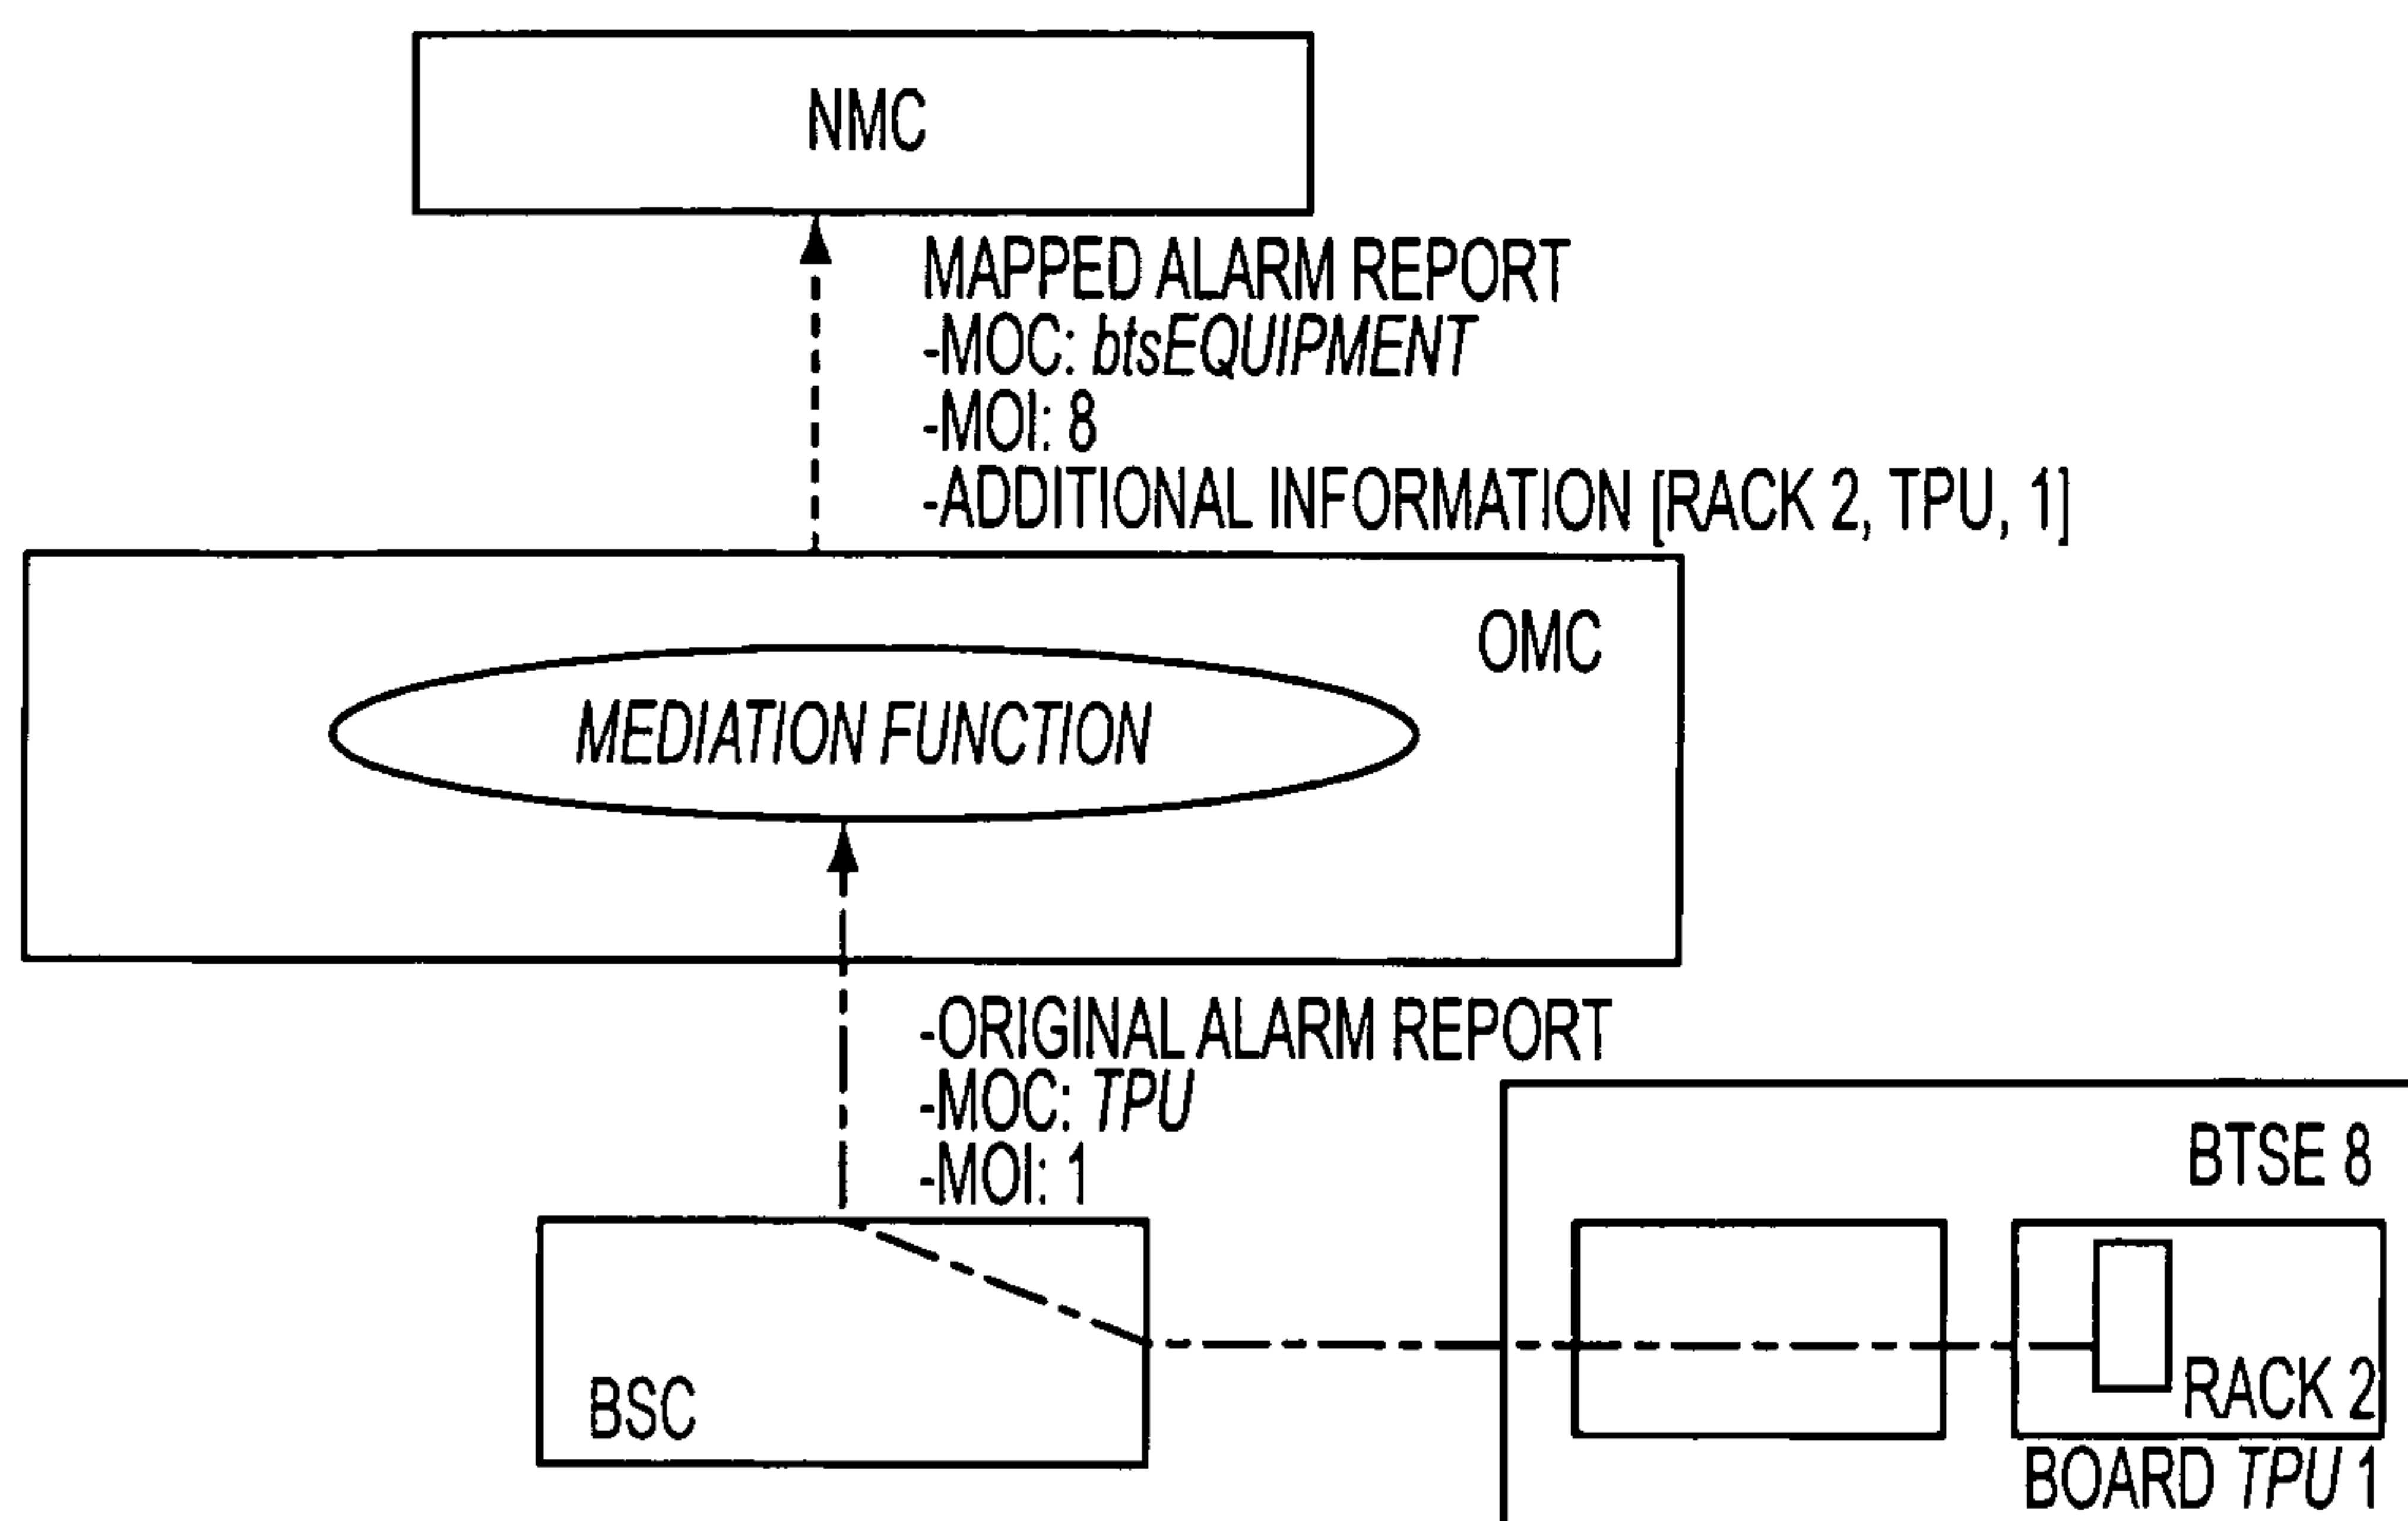 NMC
MAPPED ALARM REPORT
-MOC: btsEQUIPMENT
-MOI: 8
-ADDITIONAL INFORMATION [RACK 2, TPU, 1]
OMC
MEDIATION FUNCTION
-ORIGINAL ALARM REPORT
-MOC: TPU
-MOI: 1
BTSE 8
BSC
RACK 2
BOARD TPU 1